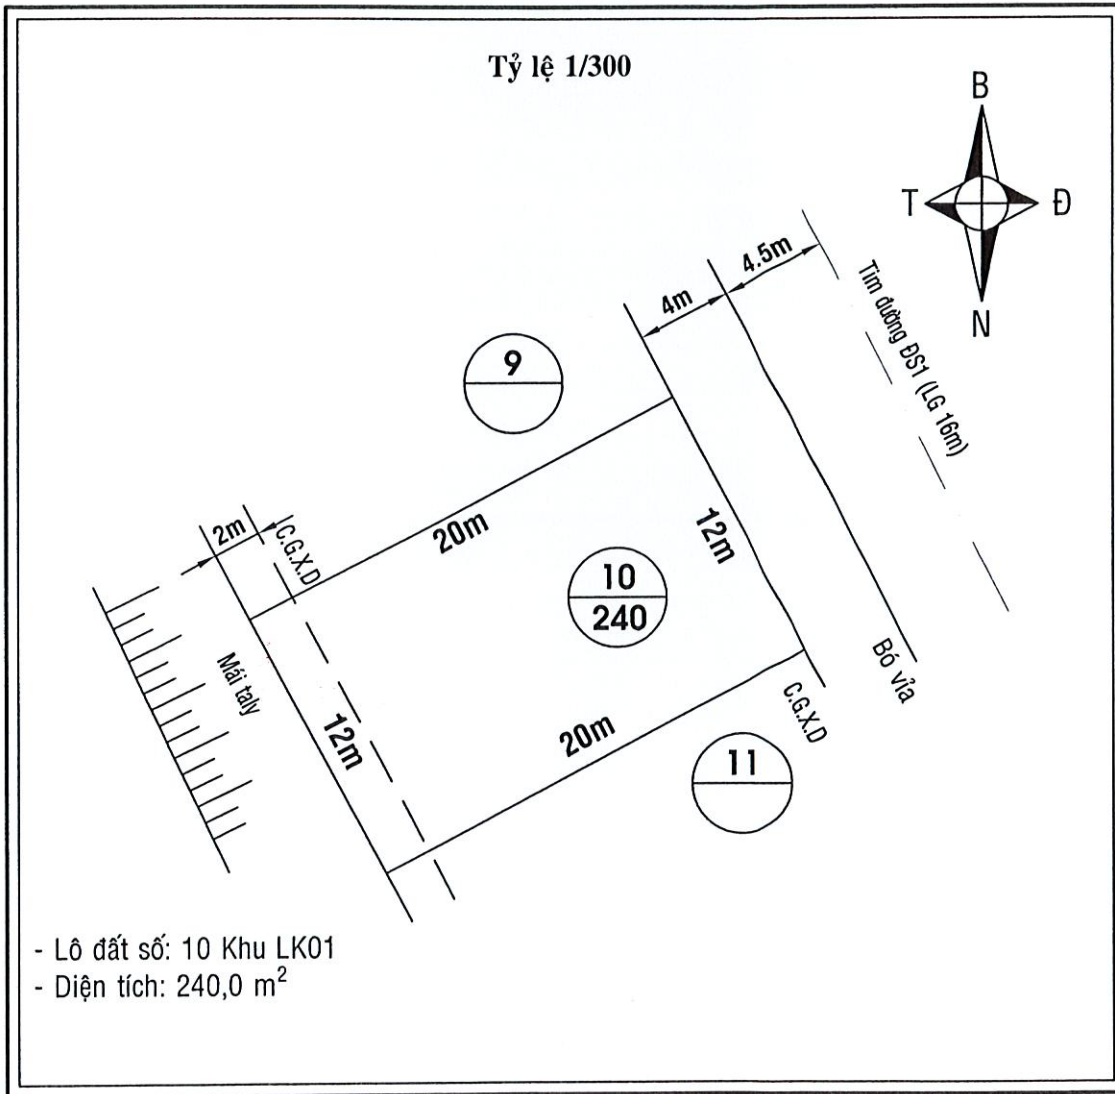 Tỷ lệ 1/300
B
T
Đ
N
4.5m
4m
Tim đường ĐS1 (LG 16m)
9
2m
C.G.X.D
20m
12m
10
240
Mái taly
12m
20m
Bó vỉa
C.G.X.D
11
- Lô đất số: 10 Khu LK01
- Diện tích: 240,0 m²